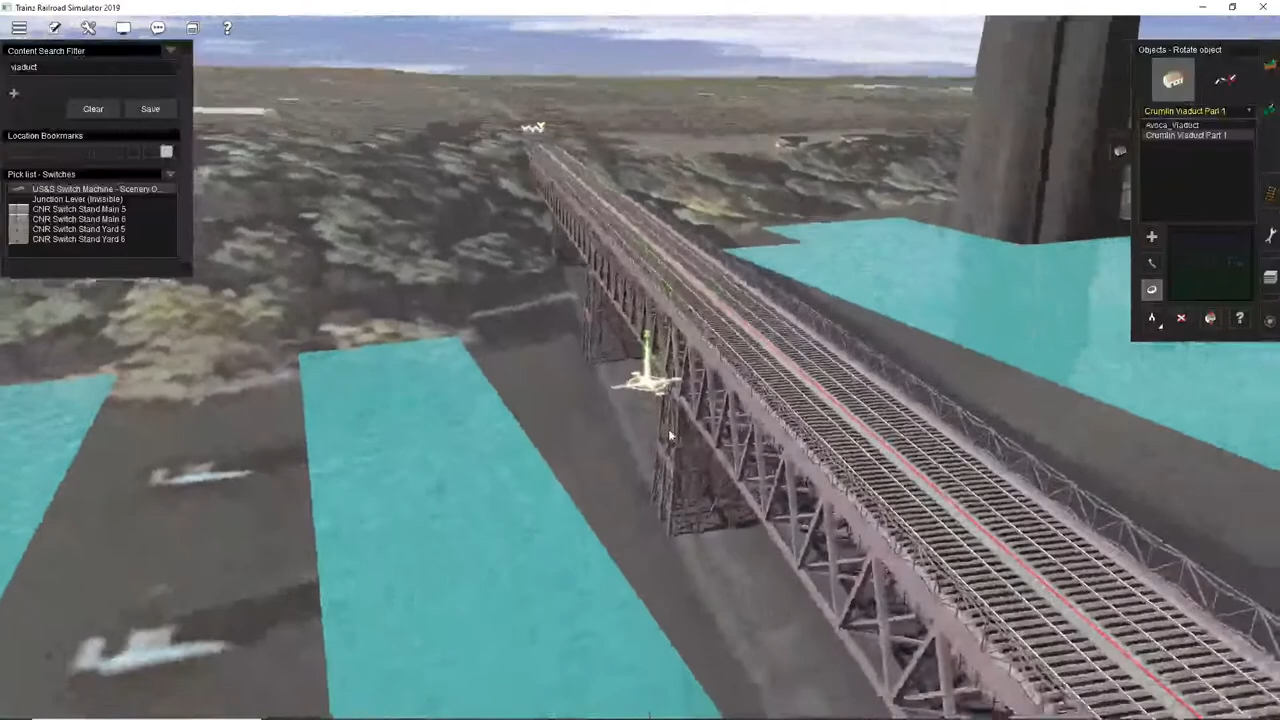 Trainz Railroad Simulator 2019
Content Search Filter
viaduct
Clear
Save
Location Bookmarks
Pick list - Switches
US&S Switch Machine - Scenery O...
Junction Lever (Invisible)
CNR Switch Stand Main 5
CNR Switch Stand Main 6
CNR Switch Stand Yard 5
CNR Switch Stand Yard 6
Objects - Rotate object
Crumlin Viaduct Part 1
Avoca_Viaduct
Crumlin Viaduct Part 1